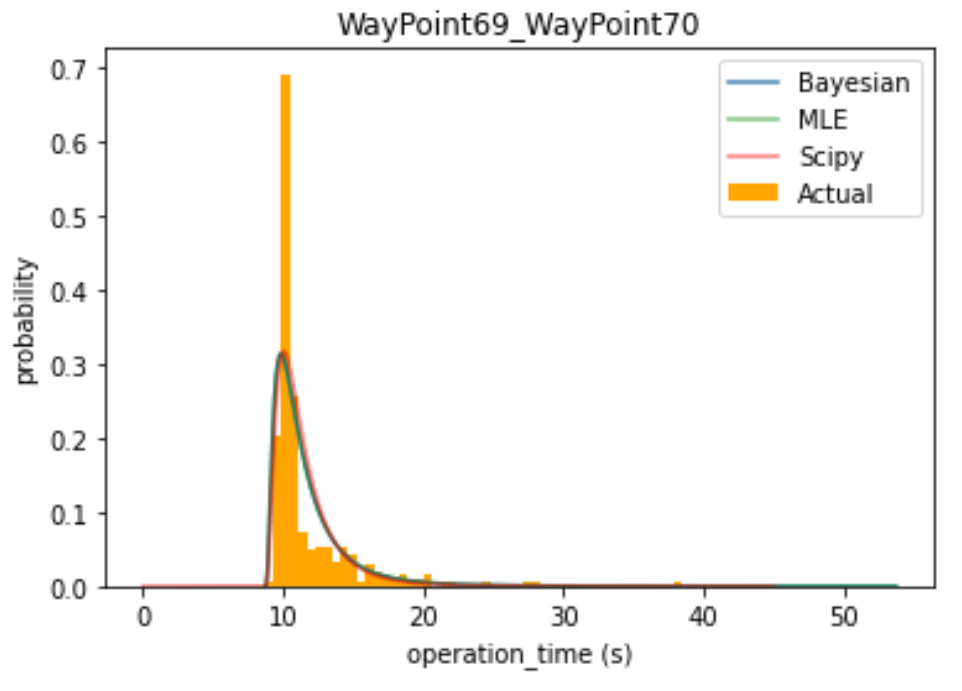 WayPoint69_WayPoint70
Bayesian
MLE
Scipy
Actual
probability
0.7
0.6
0.5
0.4
0.3
0.2
0.1
0.0
0 10 20 30 40 50
operation_time (s)